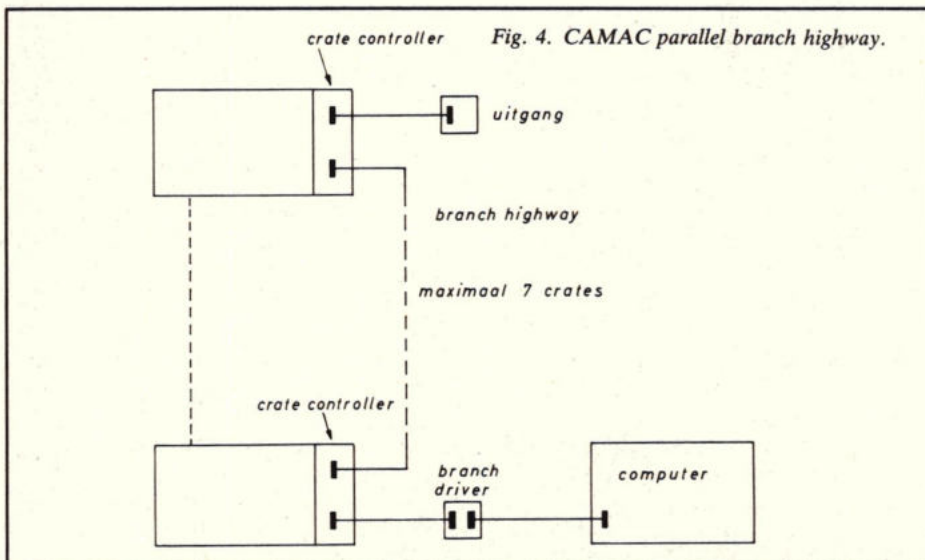 crate controller
Fig. 4. CAMAC parallel branch highway.
uitgang
branch highway
maximaal 7 crates
crate controller
branch
driver
computer